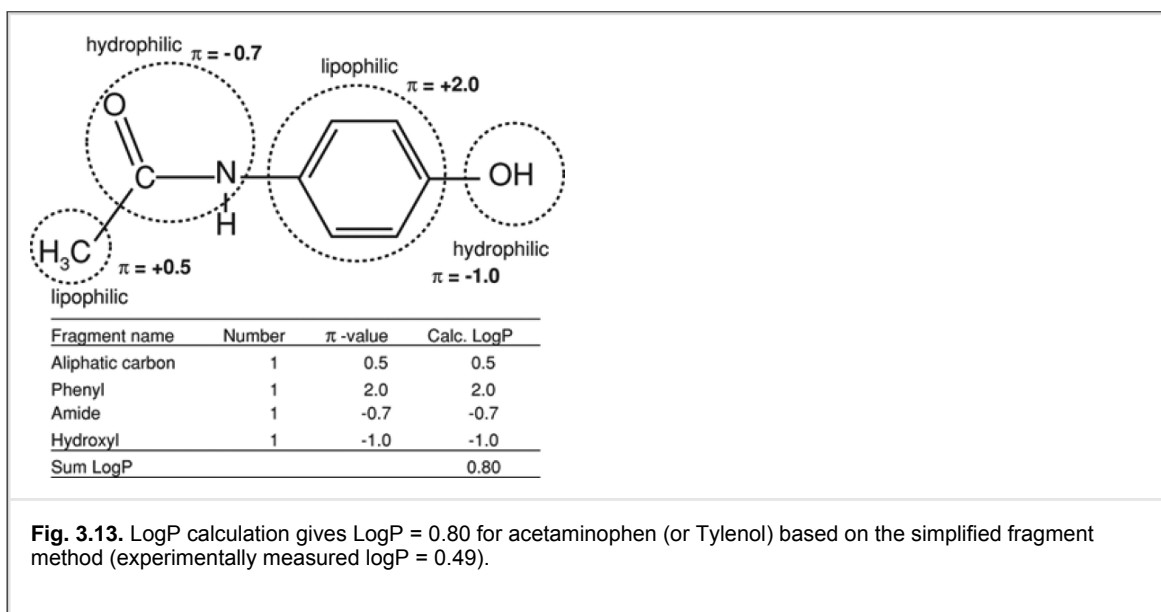 hydrophilic π = -0.7
lipophilic
π = +2.0
O
C
N
H
OH
H₃C
π = +0.5
lipophilic
hydrophilic
π = -1.0
Fragment name Number π -value Calc. LogP
Aliphatic carbon 1 0.5 0.5
Phenyl 1 2.0 2.0
Amide 1 -0.7 -0.7
Hydroxyl 1 -1.0 -1.0
Sum LogP 0.80
Fig. 3.13. LogP calculation gives LogP = 0.80 for acetaminophen (or Tylenol) based on the simplified fragment
method (experimentally measured logP = 0.49).